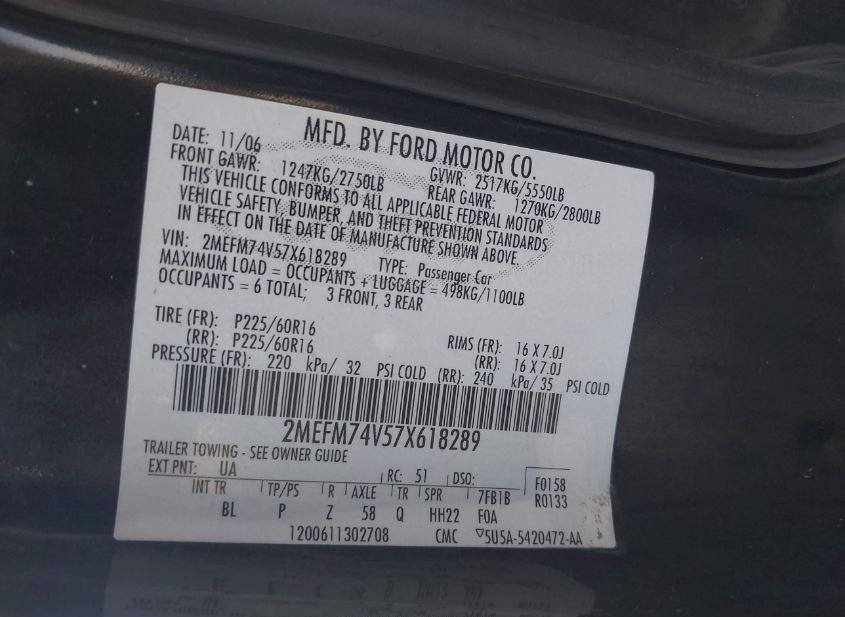 MFD. BY FORD MOTOR CO.
DATE: 11/06 GVWR: 2517KG/5550LB
FRONT GAWR: 1247KG/2750LB REAR GAWR: 1270KG/2800LB
THIS VEHICLE CONFORMS TO ALL APPLICABLE FEDERAL MOTOR
VEHICLE SAFETY, BUMPER, AND THEFT PREVENTION STANDARDS
IN EFFECT ON THE DATE OF MANUFACTURE SHOWN ABOVE.
VIN: 2MEFM74V57X618289 TYPE: Passenger Car
MAXIMUM LOAD = OCCUPANTS + LUGGAGE = 498KG/1100LB
OCCUPANTS = 6 TOTAL; 3 FRONT, 3 REAR
TIRE (FR): P225/60R16 RIMS (FR): 16 X 7.0J
(RR): P225/60R16 (RR): 16 X 7.0J
PRESSURE (FR): 220 kPa/ 32 PSI COLD (RR): 240 kPa/ 35 PSI COLD
2MEFM74V57X618289
TRAILER TOWING - SEE OWNER GUIDE
EXT PNT: UA RC: 51 DSO: F0158
INT TR TP/PS R AXLE TR SPR 7FB1B R0133
BL P Z 58 Q HH22 F0A
1200611302708 CMC ▽5U5A-5420472-AA